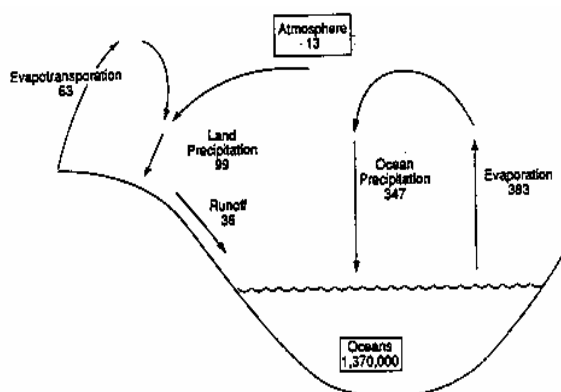 Atmosphere
13
Evapotransporation
63
Land
Precipitation
99
Ocean
Precipitation
347
Evaporation
383
Runoff
36
Oceans
1,370,000